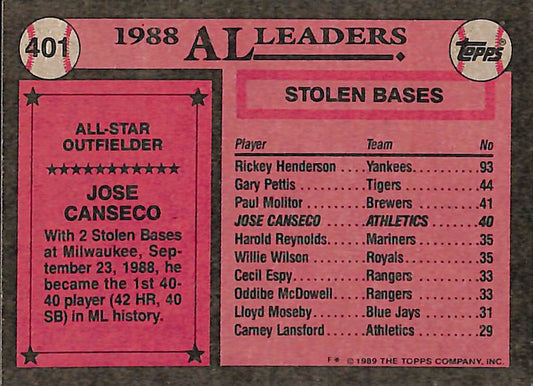 401
1988 AL LEADERS
TOPPS®
ALL-STAR
OUTFIELDER
JOSE
CANSECO
With 2 Stolen Bases
at Milwaukee, Sep-
tember 23, 1988, he
became the 1st 40-
40 player (42 HR, 40
SB) in ML history.
STOLEN BASES
Player Team No
Rickey Henderson....Yankees........93
Gary Pettis..........Tigers..........44
Paul Molitor.........Brewers........41
JOSE CANSECO......ATHLETICS.....40
Harold Reynolds.....Mariners.......35
Willie Wilson.........Royals..........35
Cecil Espy...........Rangers........33
Oddibe McDowell....Rangers........33
Lloyd Moseby........Blue Jays......31
Carney Lansford.....Athletics.......29
F* © 1989 THE TOPPS COMPANY, INC.